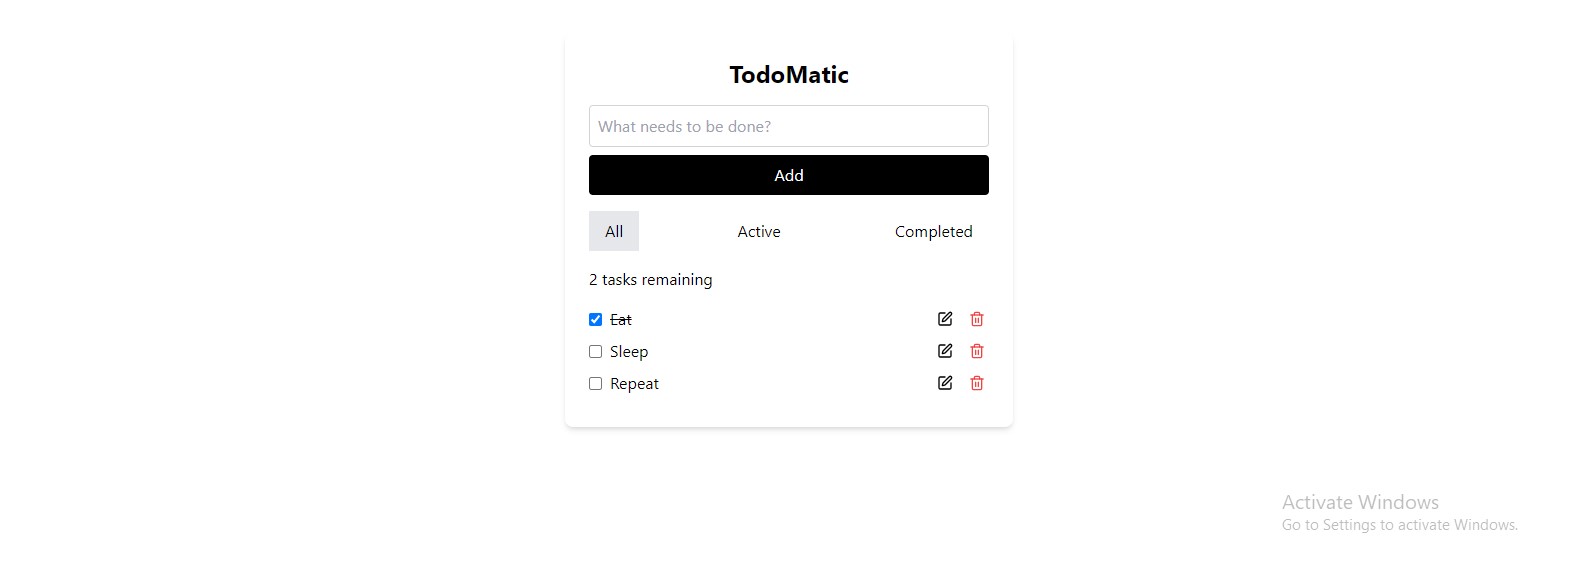 TodoMatic
What needs to be done?
Add
All Active Completed
2 tasks remaining
Eat
Sleep
Repeat
Activate Windows
Go to Settings to activate Windows.